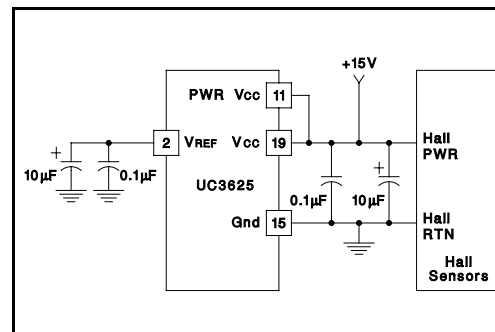 +15V
PWR Vcc 11
2 VREF Vcc 19
Hall
PWR
+
10µF 0.1µF
UC3625
+
0.1µF 10µF
Gnd 15
Hall
RTN
Hall
Sensors